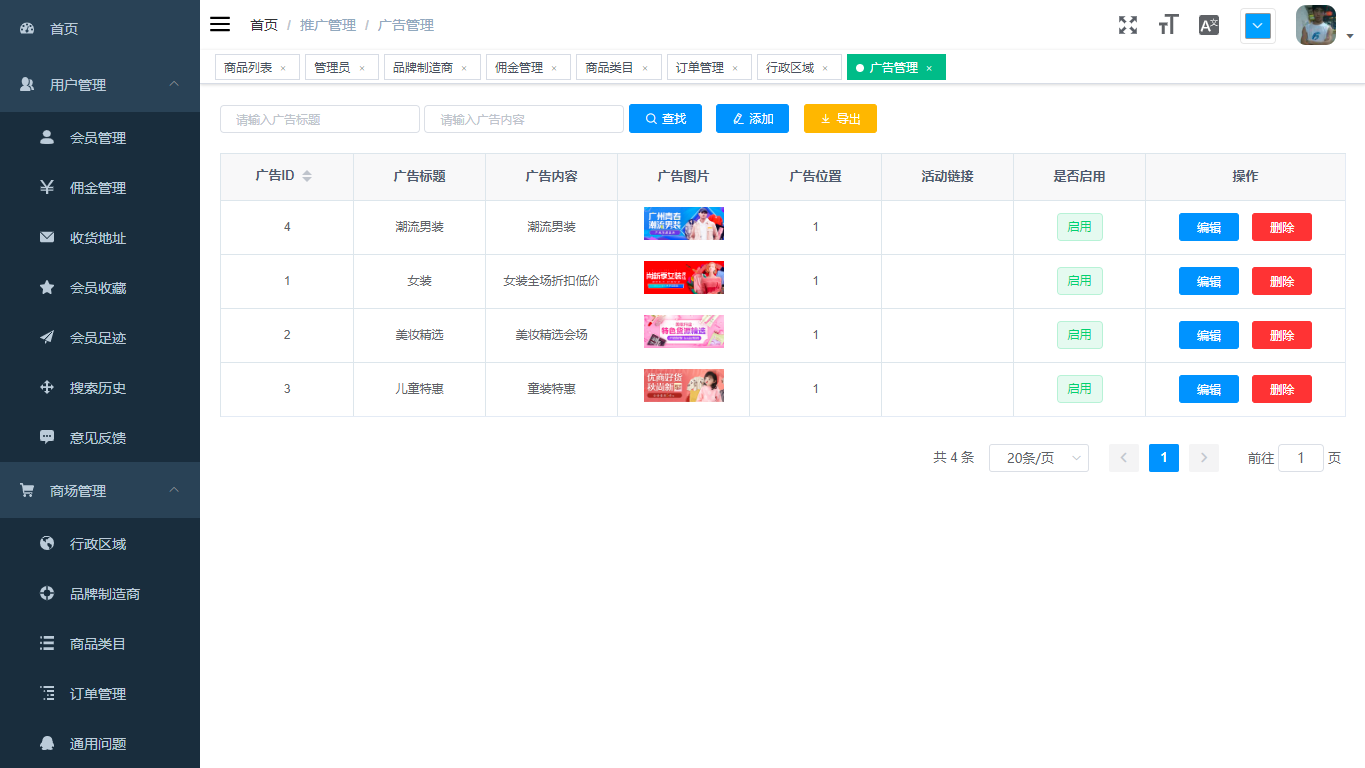 首页
用户管理
会员管理
佣金管理
收货地址
会员收藏
会员足迹
搜索历史
意见反馈
商场管理
行政区域
品牌制造商
商品类目
订单管理
通用问题
首页 / 推广管理 / 广告管理
商品列表 × 管理员 × 品牌制造商 × 佣金管理 × 商品类目 × 订单管理 × 行政区域 × 广告管理 ×
请输入广告标题 请输入广告内容 查找 添加 导出
广告ID 广告标题 广告内容 广告图片 广告位置 活动链接 是否启用 操作
4 潮流男装 潮流男装 广州青春 潮流男装 1 启用 编辑 删除
1 女装 女装全场折扣低价 1 启用 编辑 删除
2 美妆精选 美妆精选会场 特色货源精选 1 启用 编辑 删除
3 儿童特惠 童装特惠 优尚好货 秋尚新 1 启用 编辑 删除
共 4 条 20条/页 1 前往 1 页